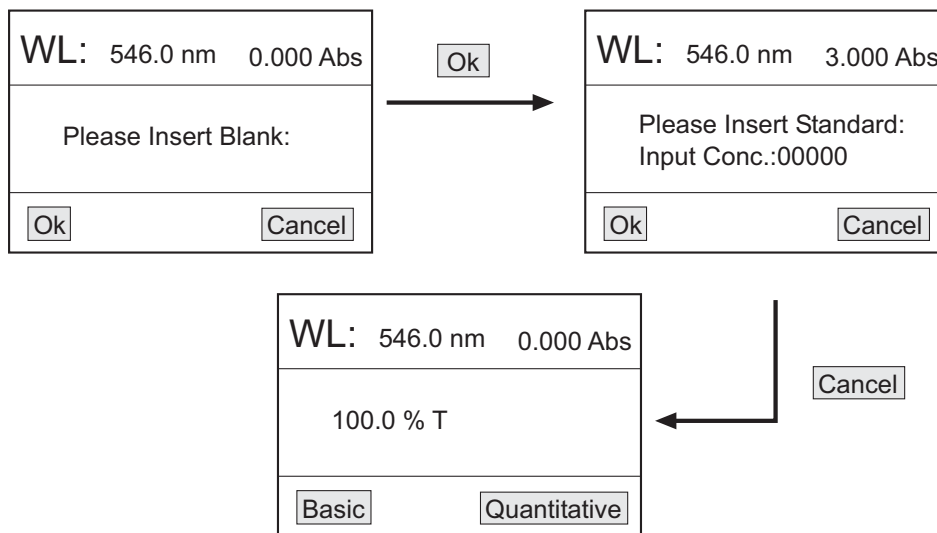 WL: 546.0 nm 0.000 Abs
Please Insert Blank:
Ok Cancel
Ok
WL: 546.0 nm 3.000 Abs
Please Insert Standard:
Input Conc.:00000
Ok Cancel
Cancel
WL: 546.0 nm 0.000 Abs
100.0 % T
Basic Quantitative